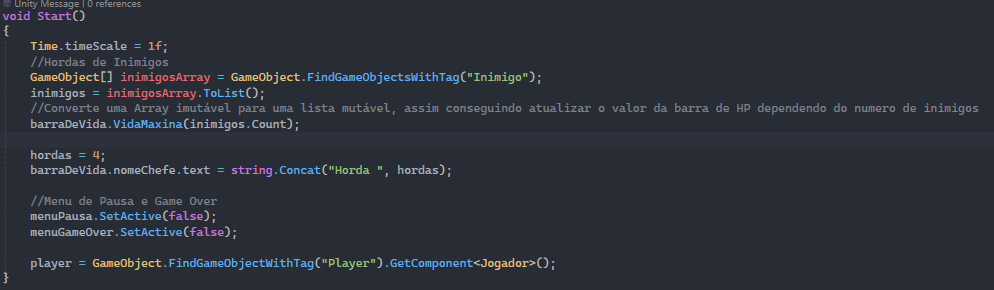 Unity Message | 0 references
void Start()
{
Time.timeScale = 1f;
//Hordas de Inimigos
GameObject[] inimigosArray = GameObject.FindGameObjectsWithTag("Inimigo");
inimigos = inimigosArray.ToList();
//Converte uma Array imutável para uma lista mutável, assim conseguindo atualizar o valor da barra de HP dependendo do numero de inimigos
barraDeVida.VidaMaxina(inimigos.Count);
hordas = 4;
barraDeVida.nomeChefe.text = string.Concat("Horda ", hordas);
//Menu de Pausa e Game Over
menuPausa.SetActive(false);
menuGameOver.SetActive(false);
player = GameObject.FindGameObjectWithTag("Player").GetComponent<Jogador>();
}